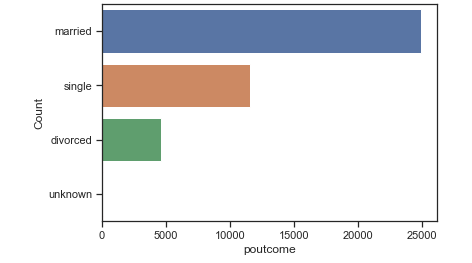 married
single
divorced
unknown
Count
0 5000 10000 15000 20000 25000
poutcome